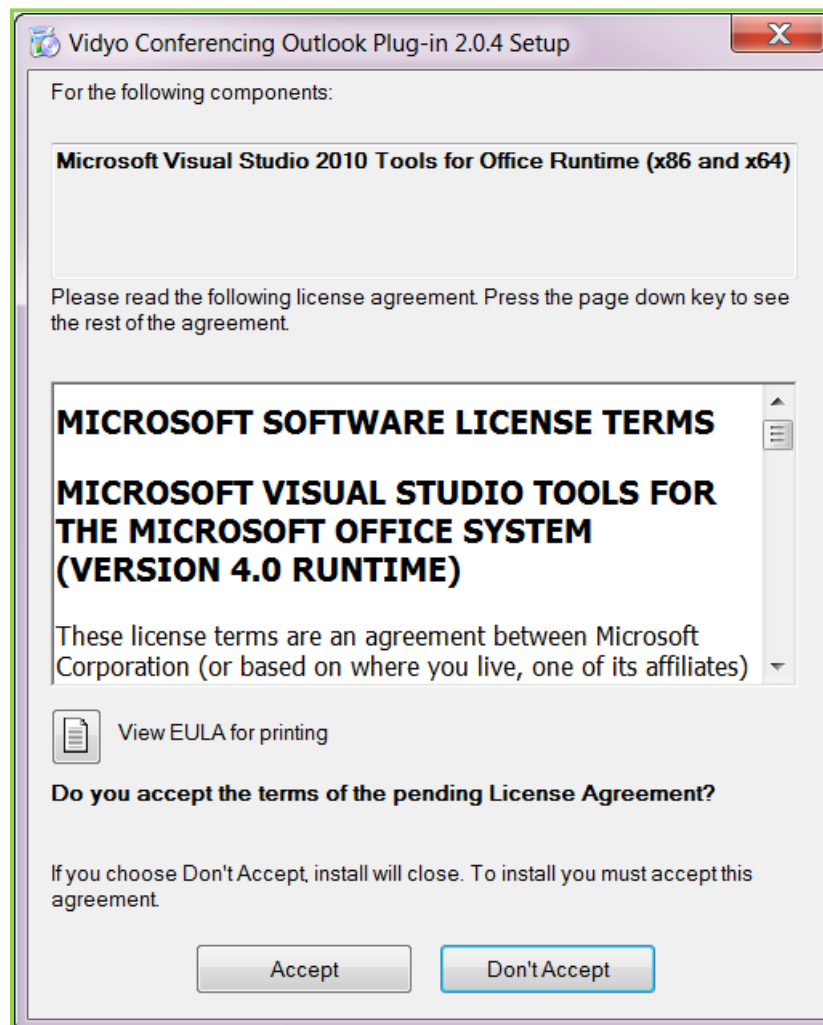 Vidyo Conferencing Outlook Plug-in 2.0.4 Setup
For the following components:
Microsoft Visual Studio 2010 Tools for Office Runtime (x86 and x64)
Please read the following license agreement. Press the page down key to see
the rest of the agreement.
MICROSOFT SOFTWARE LICENSE TERMS
MICROSOFT VISUAL STUDIO TOOLS FOR
THE MICROSOFT OFFICE SYSTEM
(VERSION 4.0 RUNTIME)
These license terms are an agreement between Microsoft
Corporation (or based on where you live, one of its affiliates)
View EULA for printing
Do you accept the terms of the pending License Agreement?
If you choose Don't Accept, install will close. To install you must accept this
agreement.
Accept
Don't Accept